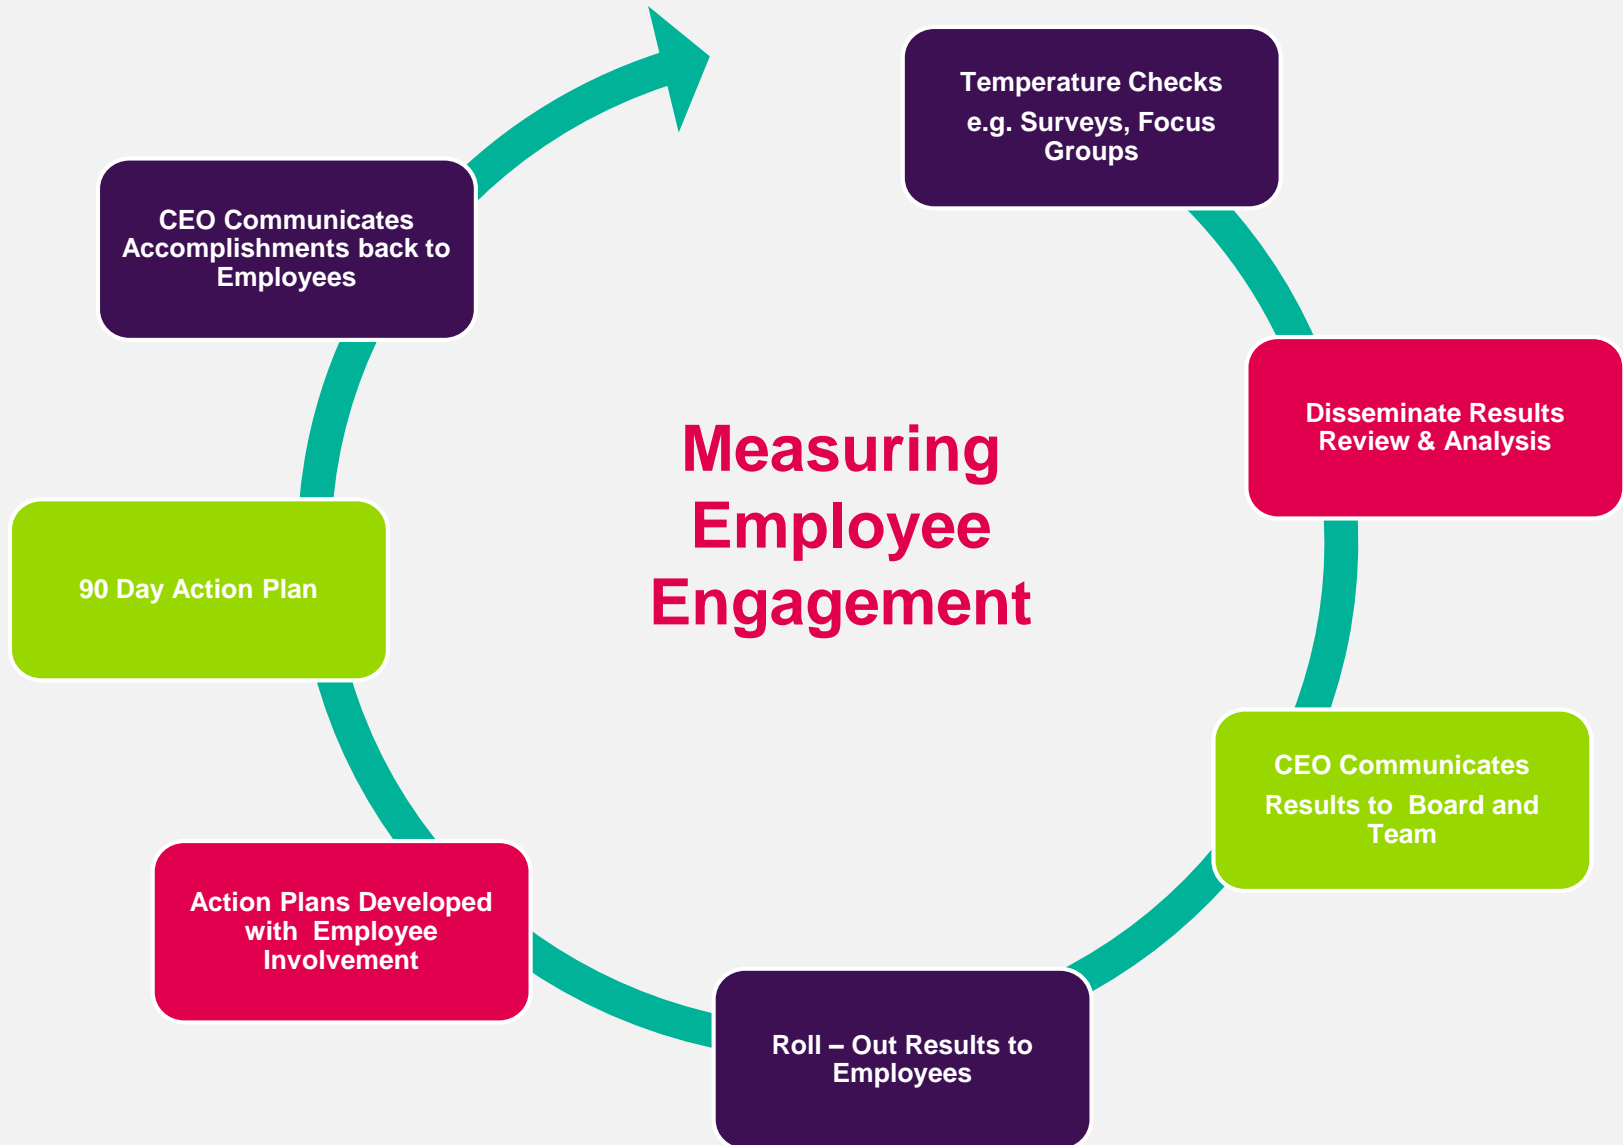 Temperature Checks
e.g. Surveys, Focus
Groups
Disseminate Results
Review & Analysis
CEO Communicates
Results to  Board and
Team
Roll – Out Results to
Employees
Action Plans Developed
with  Employee
Involvement
90 Day Action Plan
CEO Communicates
Accomplishments back to
Employees
Measuring
Employee
Engagement